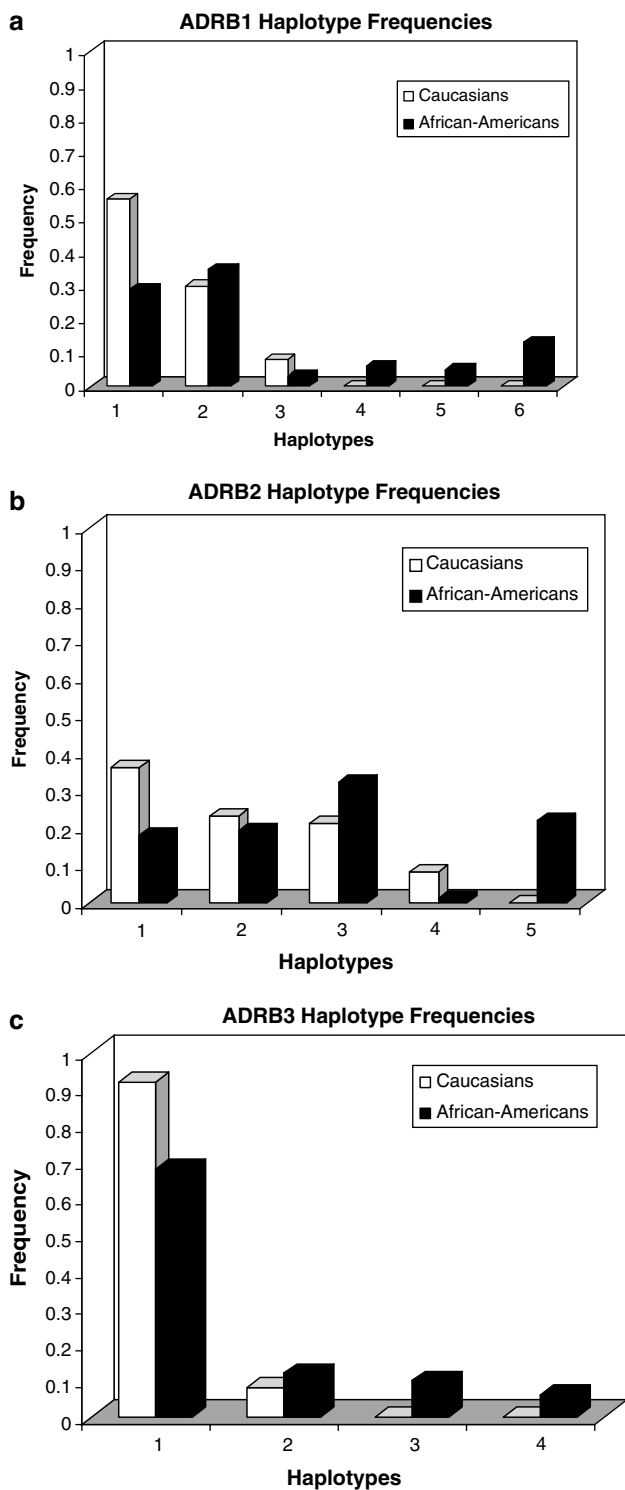 a
ADRB1 Haplotype Frequencies
1
0.9
0.8
0.7
0.6
0.5
0.4
0.3
0.2
0.1
0
Frequency
Caucasians
African-Americans
1 2 3 4 5 6
Haplotypes
b
ADRB2 Haplotype Frequencies
1
0.9
0.8
0.7
0.6
0.5
0.4
0.3
0.2
0.1
0
Frequency
Caucasians
African-Americans
1 2 3 4 5
Haplotypes
c
ADRB3 Haplotype Frequencies
1
0.9
0.8
0.7
0.6
0.5
0.4
0.3
0.2
0.1
0
Frequency
Caucasians
African-Americans
1 2 3 4
Haplotypes